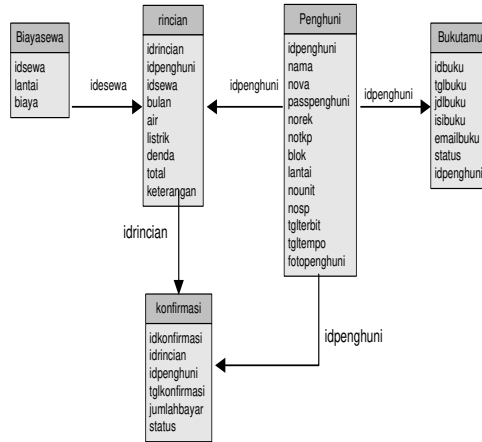 Biayasewa
idsewa
lantai
biaya
idesewa
rincian
idrincian
idpenghuni
idsewa
bulan
air
listrik
denda
total
keterangan
idpenghuni
Penghuni
idpenghuni
nama
nova
passpenghuni
norek
notkp
blok
lantai
nounit
nosp
tglterbit
tgltempo
fotopenghuni
idpenghuni
Bukutamu
idbuku
tglbuku
jdlbuku
isibuku
emailbuku
status
idpenghuni
idrincian
konfirmasi
idkonfirmasi
idrincian
idpenghuni
tglkonfirmasi
jumlahbayar
status
idpenghuni